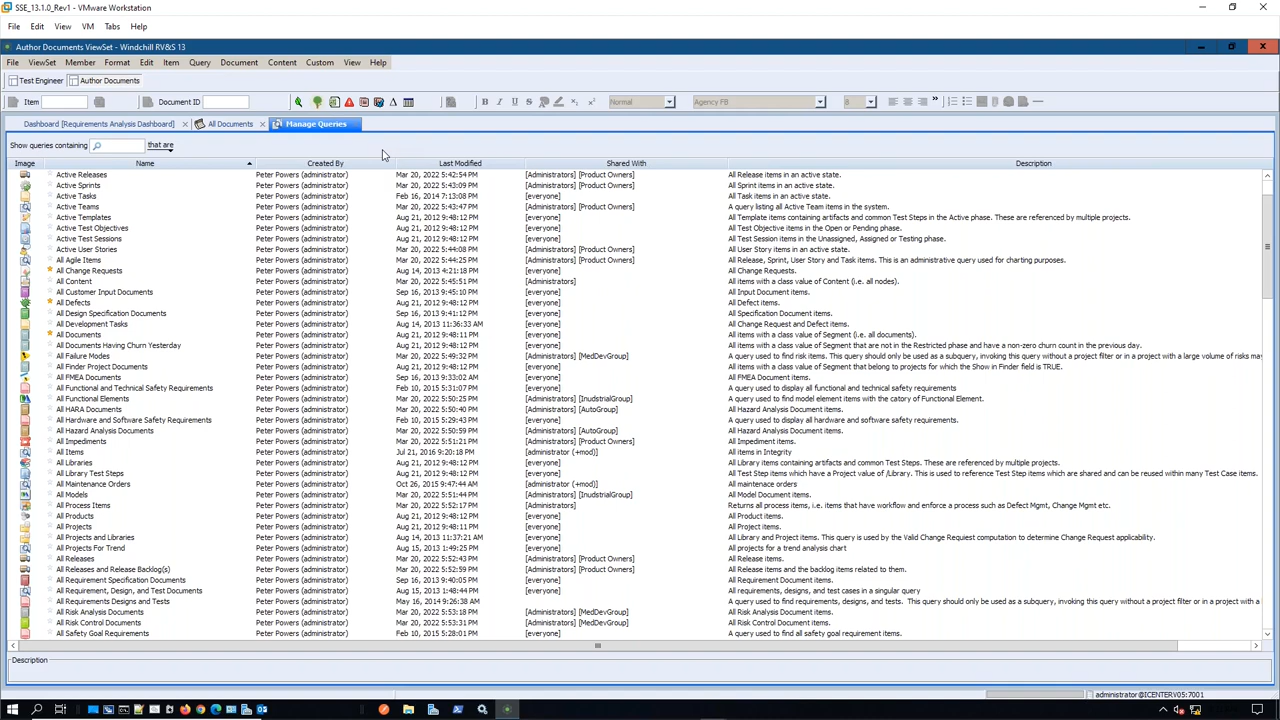 SSE_13.1.0_Rev1 - VMware Workstation
File Edit View VM Tabs Help
Author Documents ViewSet - Windchill RV&S 13
File ViewSet Member Format Edit Item Query Document Content Custom View Help
Test Engineer Author Documents
Item Document ID B I U S Normal Agency FB 8
Dashboard [Requirements Analysis Dashboard] All Documents Manage Queries
Show queries containing that are
Image Name Created By Last Modified Shared With Description
Active Releases Peter Powers (administrator) Mar 20, 2022 5:42:54 PM [Administrators] [Product Owners] All Release items in an active state.
Active Sprints Peter Powers (administrator) Mar 20, 2022 5:43:09 PM [Administrators] [Product Owners] All Sprint items in an active state.
Active Tasks Peter Powers (administrator) Feb 16, 2014 7:13:08 PM [everyone] All Task items in an active state.
Active Teams Peter Powers (administrator) Mar 20, 2022 5:43:47 PM [Administrators] [Product Owners] A query listing all Active Team items in the system.
Active Templates Peter Powers (administrator) Aug 21, 2012 9:48:12 PM [everyone] All Template items containing artifacts and common Test Steps in the Active phase. These are referenced by multiple projects.
Active Test Objectives Peter Powers (administrator) Aug 21, 2012 9:48:12 PM [everyone] All Test Objective items in the Open or Pending phase.
Active Test Sessions Peter Powers (administrator) Aug 21, 2012 9:48:12 PM [everyone] All Test Session items in the Unassigned, Assigned or Testing phase.
Active User Stories Peter Powers (administrator) Mar 20, 2022 5:44:08 PM [Administrators] [Product Owners] All User Story items in an active state.
All Agile Items Peter Powers (administrator) Mar 20, 2022 5:44:35 PM [Administrators] [Product Owners] All Release, Sprint, User Story and Task items. This is an administrative query used for charting purposes.
All Change Requests Peter Powers (administrator) Aug 14, 2013 4:21:18 PM [everyone] All Change Requests.
All Content Peter Powers (administrator) Mar 20, 2022 5:45:51 PM [Administrators] All items with a class value of Content (i.e. all nodes).
All Customer Input Documents Peter Powers (administrator) Sep 16, 2013 9:45:10 PM [everyone] All Input Document items.
All Defects Peter Powers (administrator) Aug 21, 2012 9:48:12 PM [everyone] All Defect items.
All Design Specification Documents Peter Powers (administrator) Sep 16, 2013 9:41:12 PM [everyone] All Specification Document items.
All Development Tasks Peter Powers (administrator) Aug 14, 2013 11:36:33 AM [everyone] All Change Request and Defect items.
All Documents Peter Powers (administrator) Aug 21, 2012 9:48:11 PM [everyone] All items with a class value of Segment (i.e. all documents).
All Documents Having Churn Yesterday Peter Powers (administrator) Aug 21, 2012 9:48:12 PM [everyone] All items with a class value of Segment that are not in the Restricted phase and have a non-zero churn count in the previous day.
All Failure Modes Peter Powers (administrator) Mar 20, 2022 5:49:32 PM [Administrators] [MedDevGroup] A query used to find risk items. This query should only be used as a subquery, invoking this query without a project filter or in a project with a large volume of risks may
All Finder Project Documents Peter Powers (administrator) Aug 21, 2012 9:48:12 PM [everyone] All items with a class value of Segment that belong to projects for which the Show in Finder field is TRUE.
All FMEA Documents Peter Powers (administrator) Sep 16, 2013 9:33:02 AM [everyone] All FMEA Document items.
All Functional and Technical Safety Requirements Peter Powers (administrator) Feb 10, 2015 5:31:07 PM [everyone] A query used to display all functional and technical safety requirements
All Functional Elements Peter Powers (administrator) Mar 20, 2022 5:50:25 PM [Administrators] [InudstrialGroup] A query used to find model element items with the catory of Functional Element.
All HARA Documents Peter Powers (administrator) Mar 20, 2022 5:50:40 PM [Administrators] [AutoGroup] All Hazard Analysis Document items.
All Hardware and Software Safety Requirements Peter Powers (administrator) Feb 10, 2015 5:29:43 PM [everyone] A query used to display all hardware and software safety requirements.
All Hazard Analysis Documents Peter Powers (administrator) Mar 20, 2022 5:50:59 PM [Administrators] [AutoGroup] All Hazard Analysis Document items.
All Impediments Peter Powers (administrator) Mar 20, 2022 5:51:21 PM [Administrators] [Product Owners] All Impediment items.
All Items Peter Powers (administrator) Jul 21, 2016 9:20:18 PM [administrator (+mod)] All items in Integrity
All Libraries Peter Powers (administrator) Aug 21, 2012 9:48:12 PM [everyone] All Library items containing artifacts and common Test Steps. These are referenced by multiple projects.
All Library Test Steps Peter Powers (administrator) Aug 21, 2012 9:48:12 PM [everyone] All Test Step items which have a Project value of /Library. This is used to reference Test Step items which are shared and can be reused within many Test Case items.
All Maintenance Orders Peter Powers (administrator) Oct 26, 2015 9:47:44 AM [administrator (+mod)] All maintenace orders
All Models Peter Powers (administrator) Mar 20, 2022 5:51:44 PM [Administrators] [InudstrialGroup] All Model Document items.
All Process Items Peter Powers (administrator) Mar 20, 2022 5:52:17 PM [Administrators] Returns all process items, i.e. items that have workflow and enforce a process such as Defect Mgmt, Change Mgmt etc.
All Products Peter Powers (administrator) Aug 21, 2012 9:48:12 PM [everyone] All Product items.
All Projects Peter Powers (administrator) Aug 21, 2012 9:48:11 PM [everyone] All Project items.
All Projects and Libraries Peter Powers (administrator) Aug 14, 2013 11:37:21 AM [everyone] All Library and Project items. This query is used by the Valid Change Request computation to determine Change Request applicability.
All Projects For Trend Peter Powers (administrator) Aug 15, 2013 1:49:25 PM [everyone] All projects for a trend analysis chart
All Releases Peter Powers (administrator) Mar 20, 2022 5:52:43 PM [Administrators] [Product Owners] All Release items.
All Releases and Release Backlog(s) Peter Powers (administrator) Mar 20, 2022 5:52:59 PM [Administrators] [Product Owners] All Release items and the backlog items related to them.
All Requirement Specification Documents Peter Powers (administrator) Sep 16, 2013 9:40:05 PM [everyone] All Requirement Document items.
All Requirement, Design, and Test Documents Peter Powers (administrator) Aug 15, 2013 1:48:44 PM [everyone] All requirements, designs, and test cases in a singular query
All Requirements Designs and Tests Peter Powers (administrator) May 16, 2014 9:26:38 AM A query used to find requirements, designs, and tests. This query should only be used as a subquery, invoking this query without a project filter or in a project with a
All Risk Analysis Documents Peter Powers (administrator) Mar 20, 2022 5:53:18 PM [Administrators] [MedDevGroup] All Risk Analysis Document items.
All Risk Control Documents Peter Powers (administrator) Mar 20, 2022 5:53:31 PM [Administrators] [MedDevGroup] All Risk Control Document items.
All Safety Goal Requirements Peter Powers (administrator) Feb 10, 2015 5:28:01 PM [everyone] A query used to find all safety goal requirement items.
Description
administrator@ICENTERV05:7001